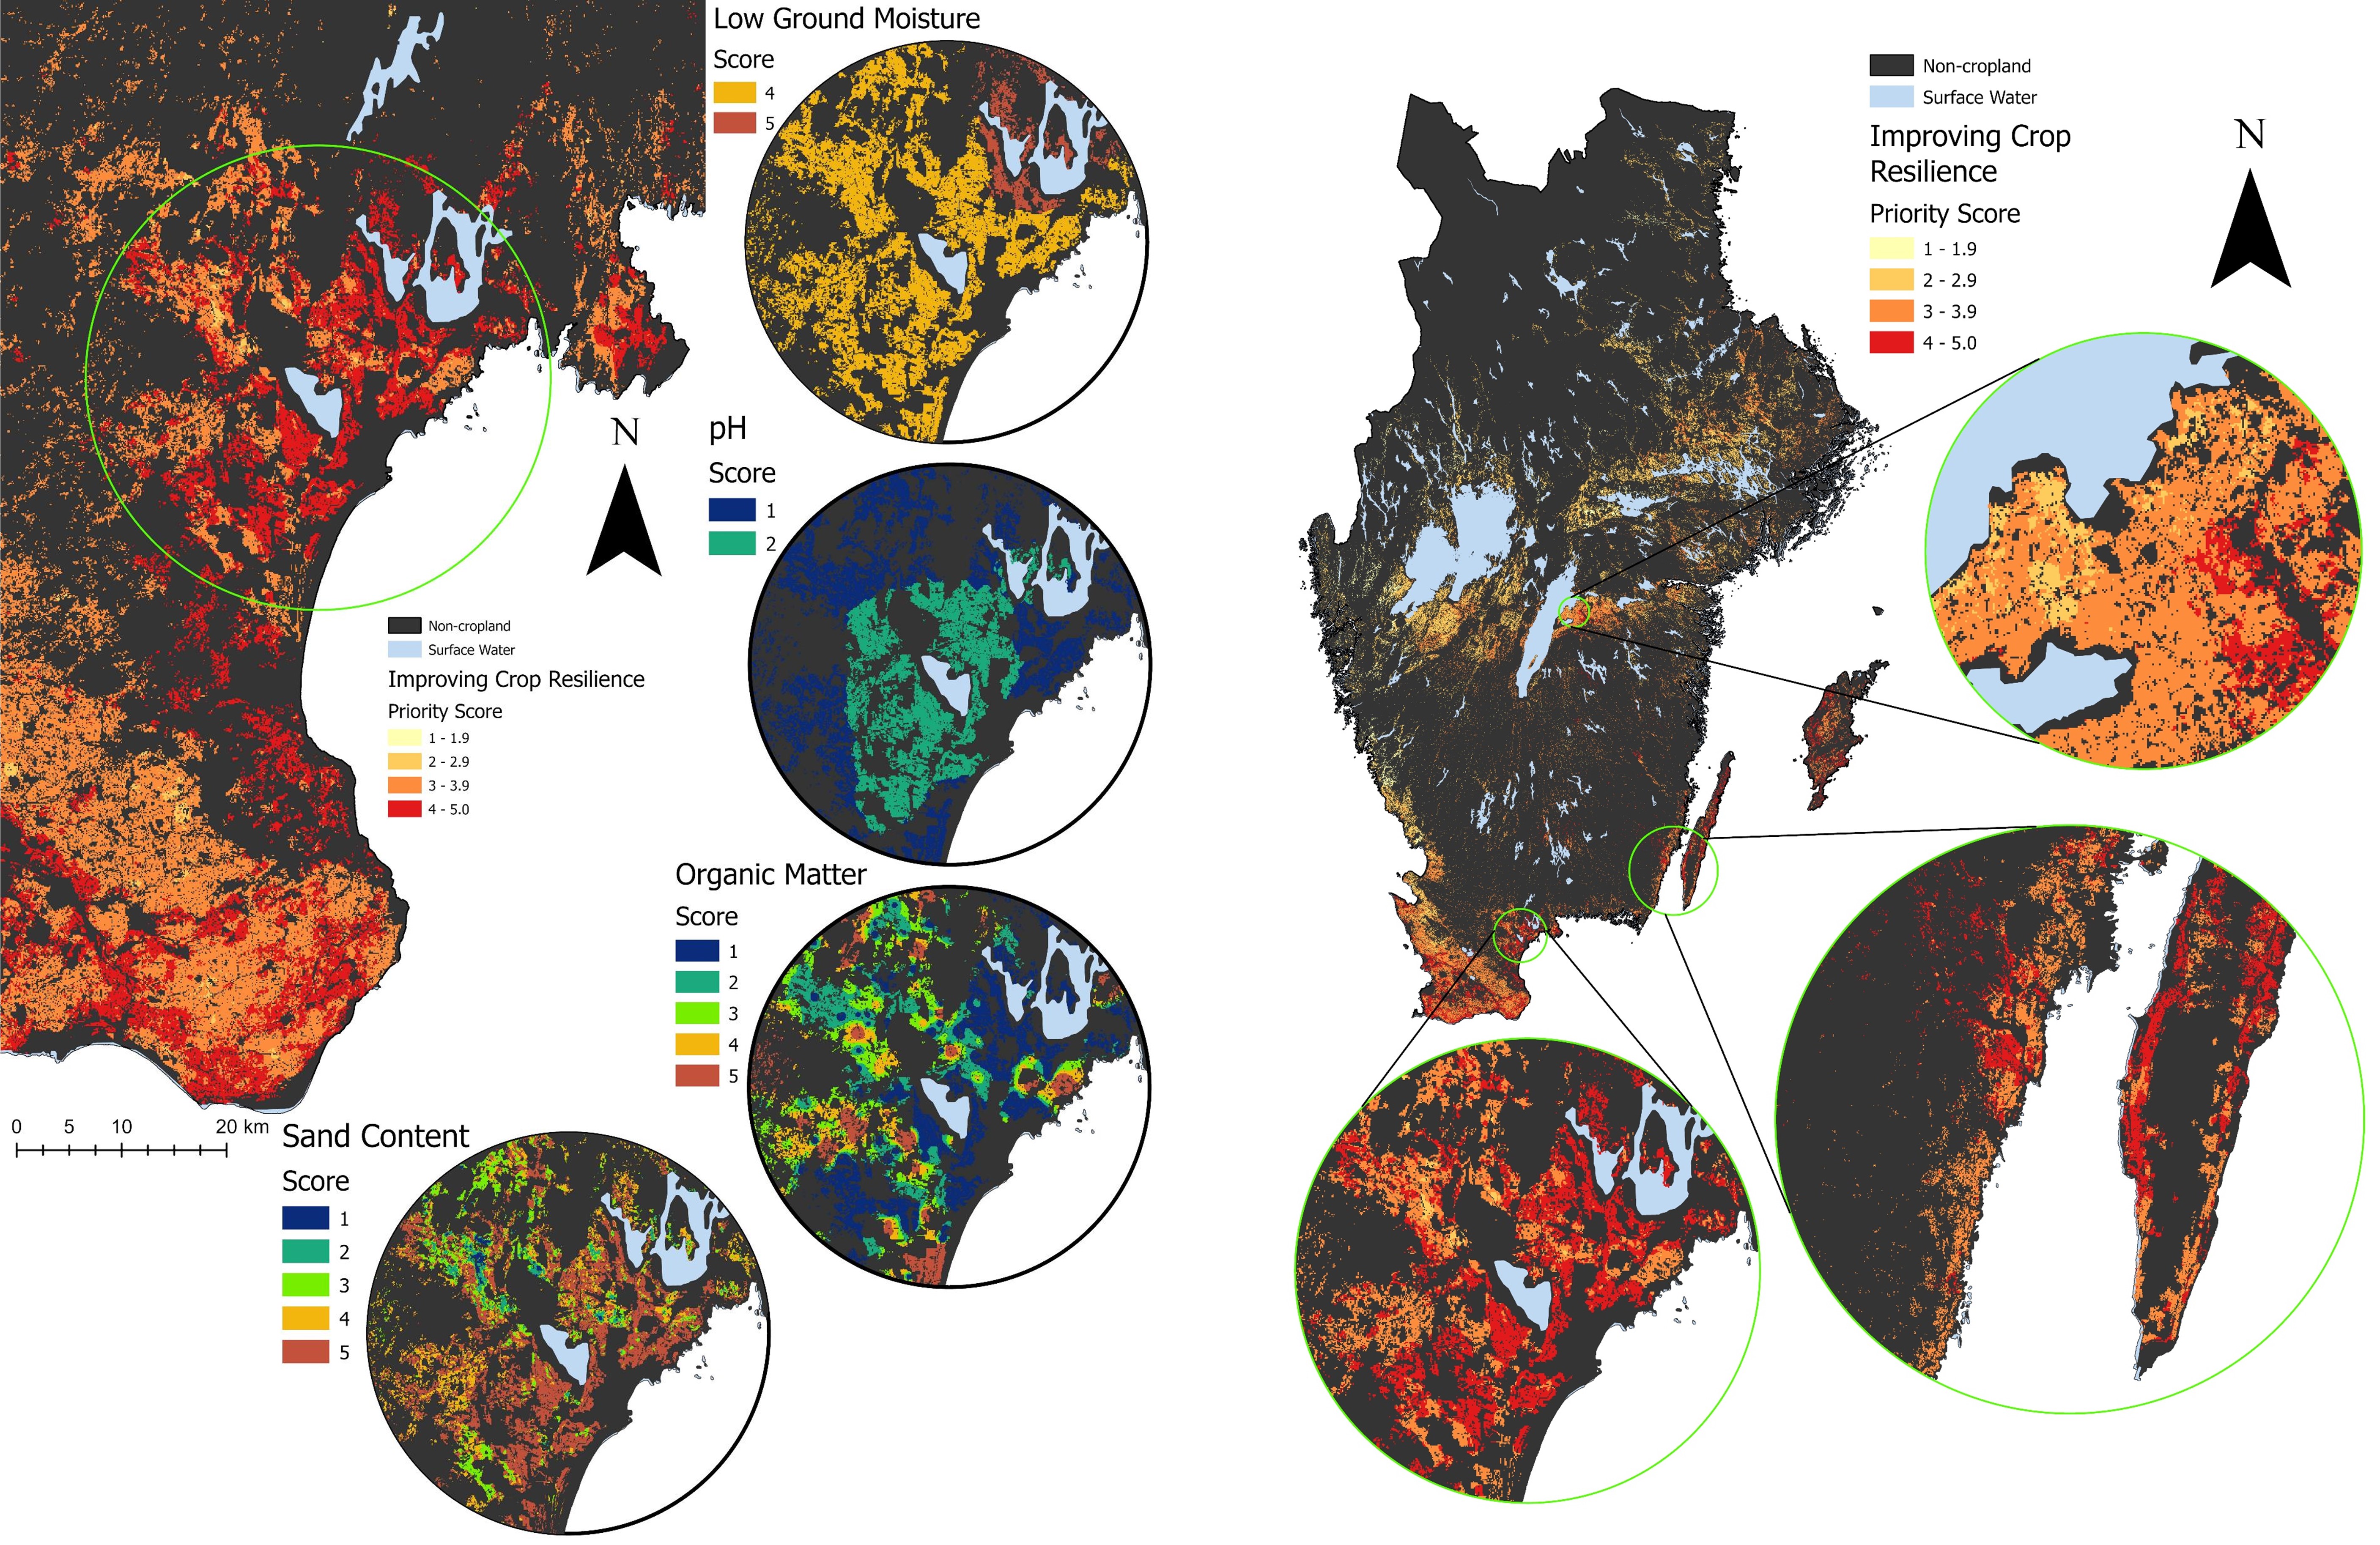 Low Ground Moisture
Score
4
5
N
pH
Score
1
2
Non-cropland
Surface Water
Improving Crop Resilience
Priority Score
1 - 1.9
2 - 2.9
3 - 3.9
4 - 5.0
Organic Matter
Score
1
2
3
4
5
0 5 10 20 km
Sand Content
Score
1
2
3
4
5
Non-cropland
Surface Water
Improving Crop
Resilience
Priority Score
1 - 1.9
2 - 2.9
3 - 3.9
4 - 5.0
N